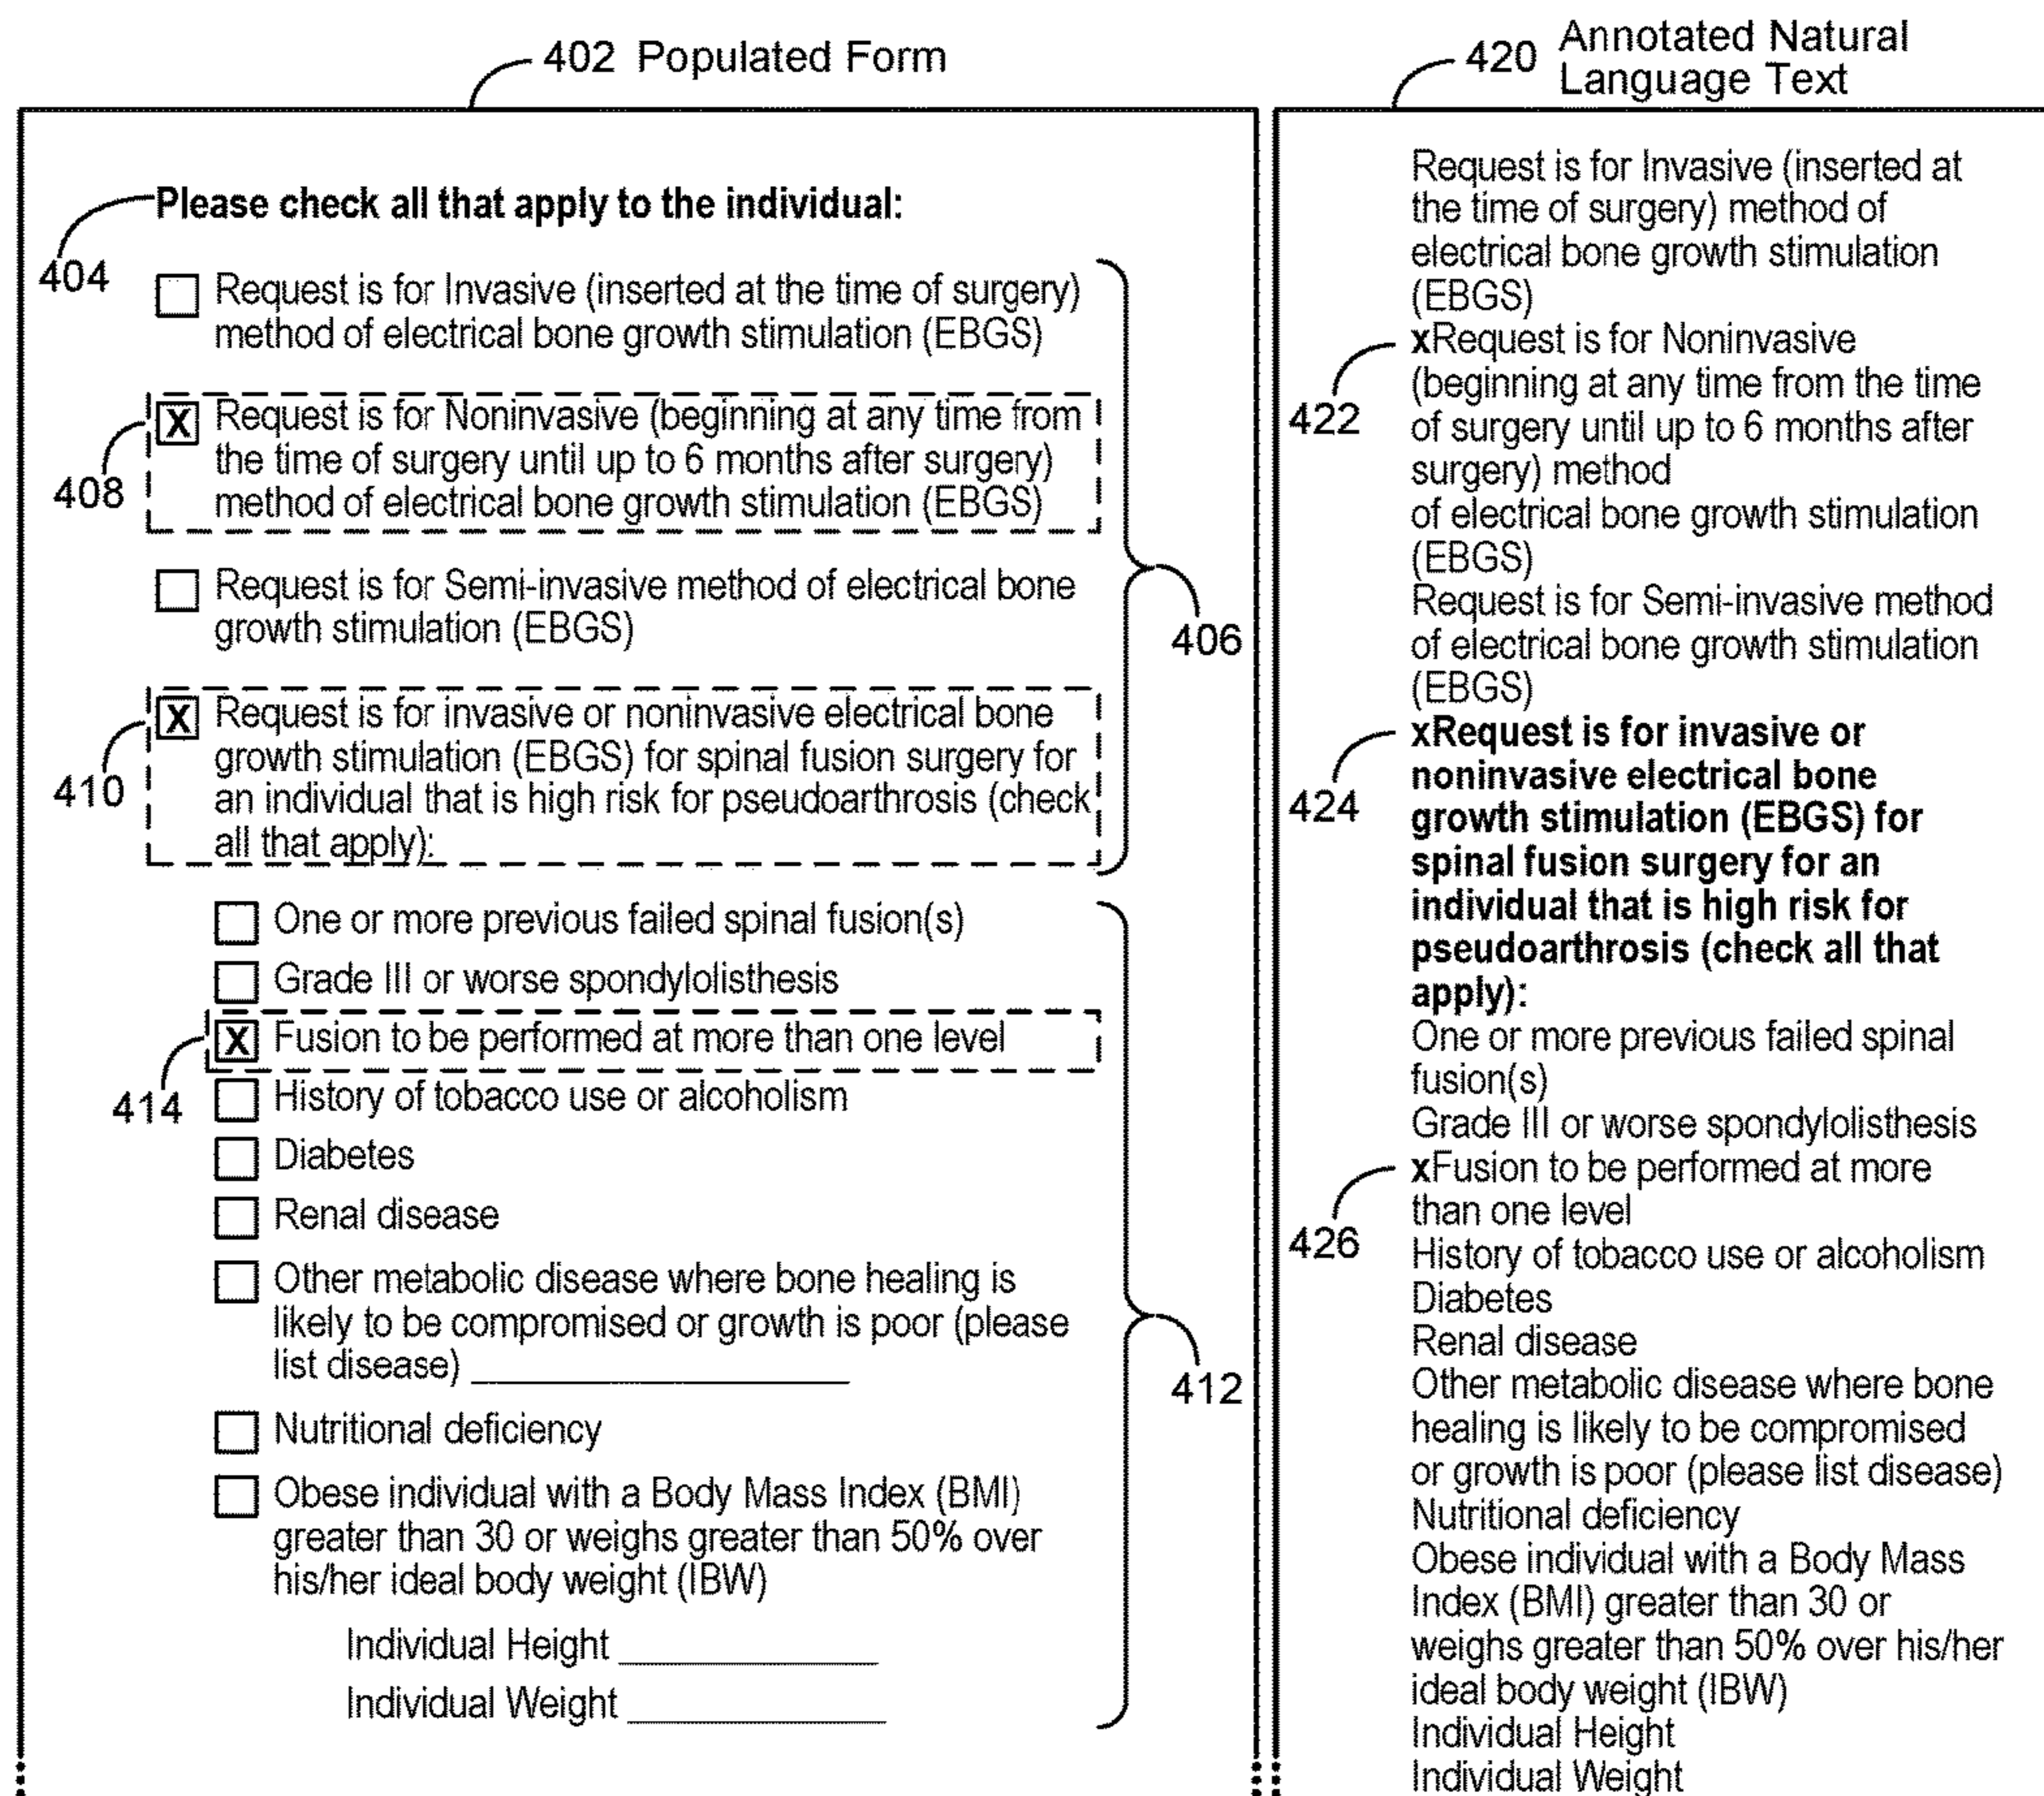 402 Populated Form
Please check all that apply to the individual:
404
Request is for Invasive (inserted at the time of surgery)
method of electrical bone growth stimulation (EBGS)
X Request is for Noninvasive (beginning at any time from
the time of surgery until up to 6 months after surgery)
method of electrical bone growth stimulation (EBGS)
408
Request is for Semi-invasive method of electrical bone
growth stimulation (EBGS)
406
X Request is for invasive or noninvasive electrical bone
growth stimulation (EBGS) for spinal fusion surgery for
an individual that is high risk for pseudoarthrosis (check
all that apply):
410
One or more previous failed spinal fusion(s)
Grade III or worse spondylolisthesis
X Fusion to be performed at more than one level
414
History of tobacco use or alcoholism
Diabetes
Renal disease
Other metabolic disease where bone healing is
likely to be compromised or growth is poor (please
list disease)
412
Nutritional deficiency
Obese individual with a Body Mass Index (BMI)
greater than 30 or weighs greater than 50% over
his/her ideal body weight (IBW)
Individual Height
Individual Weight
420 Annotated Natural
Language Text
Request is for Invasive (inserted at
the time of surgery) method of
electrical bone growth stimulation
(EBGS)
xRequest is for Noninvasive
(beginning at any time from the time
422
of surgery until up to 6 months after
surgery) method
of electrical bone growth stimulation
(EBGS)
Request is for Semi-invasive method
of electrical bone growth stimulation
(EBGS)
xRequest is for invasive or
noninvasive electrical bone
424
growth stimulation (EBGS) for
spinal fusion surgery for an
individual that is high risk for
pseudoarthrosis (check all that
apply):
One or more previous failed spinal
fusion(s)
Grade III or worse spondylolisthesis
xFusion to be performed at more
than one level
426
History of tobacco use or alcoholism
Diabetes
Renal disease
Other metabolic disease where bone
healing is likely to be compromised
or growth is poor (please list disease)
Nutritional deficiency
Obese individual with a Body Mass
Index (BMI) greater than 30 or
weighs greater than 50% over his/her
ideal body weight (IBW)
Individual Height
Individual Weight